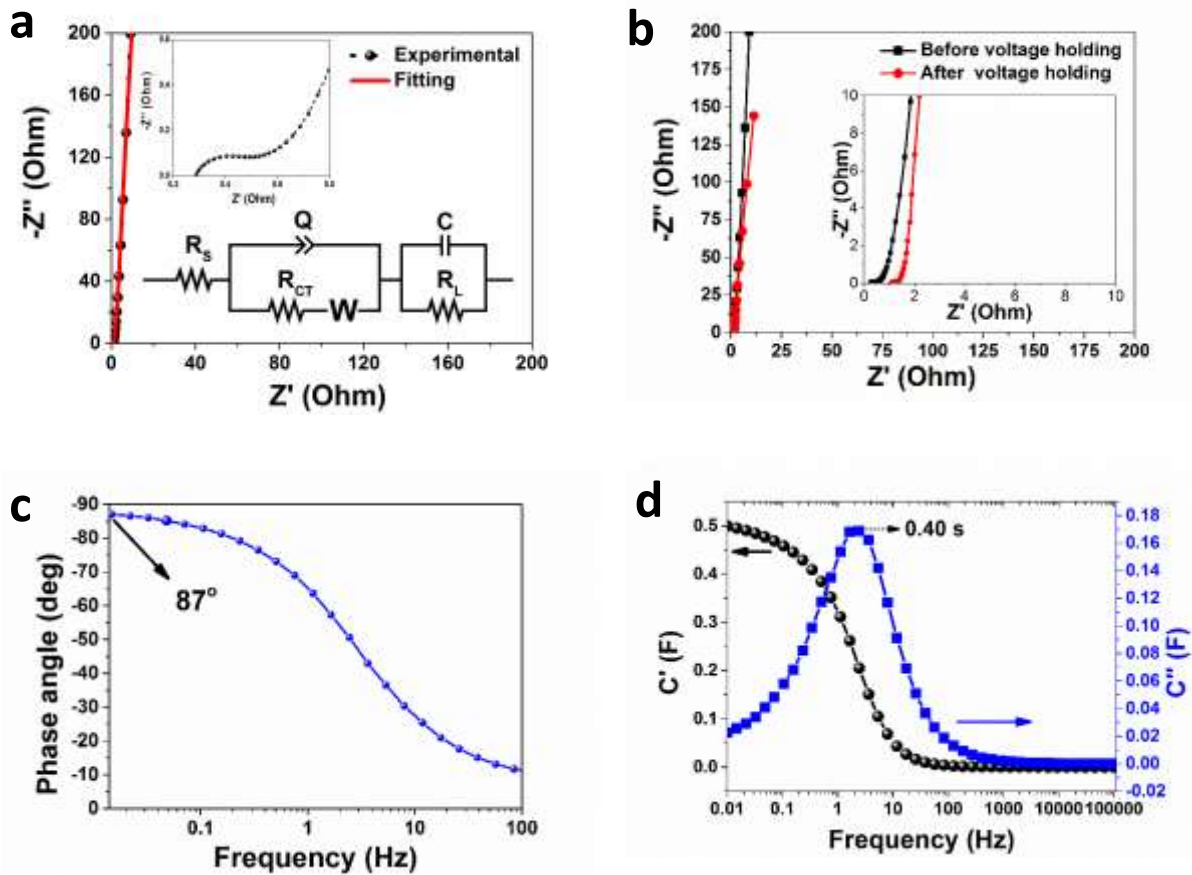 a
200
160
120
80
40
0
-Z'' (Ohm)
0 40 80 120 160 200
Z' (Ohm)
Experimental
Fitting
-Z'' (Ohm)
Z' (Ohm)
Q
C
R_S
R_CT
W
R_L
b
200
175
150
125
100
75
50
25
0
-Z'' (Ohm)
0 25 50 75 100 125 150 175 200
Z' (Ohm)
Before voltage holding
After voltage holding
10
8
6
4
2
0
-Z'' (Ohm)
0 2 4 6 8 10
Z' (Ohm)
c
-90
-80
-70
-60
-50
-40
-30
-20
-10
0
Phase angle (deg)
87°
0.1 1 10 100
Frequency (Hz)
d
0.5
0.4
0.3
0.2
0.1
0.0
C' (F)
0.40 s
0.18
0.16
0.14
0.12
0.10
0.08
0.06
0.04
0.02
0.00
-0.02
C'' (F)
0.01 0.1 1 10 100 1000 10000 100000
Frequency (Hz)